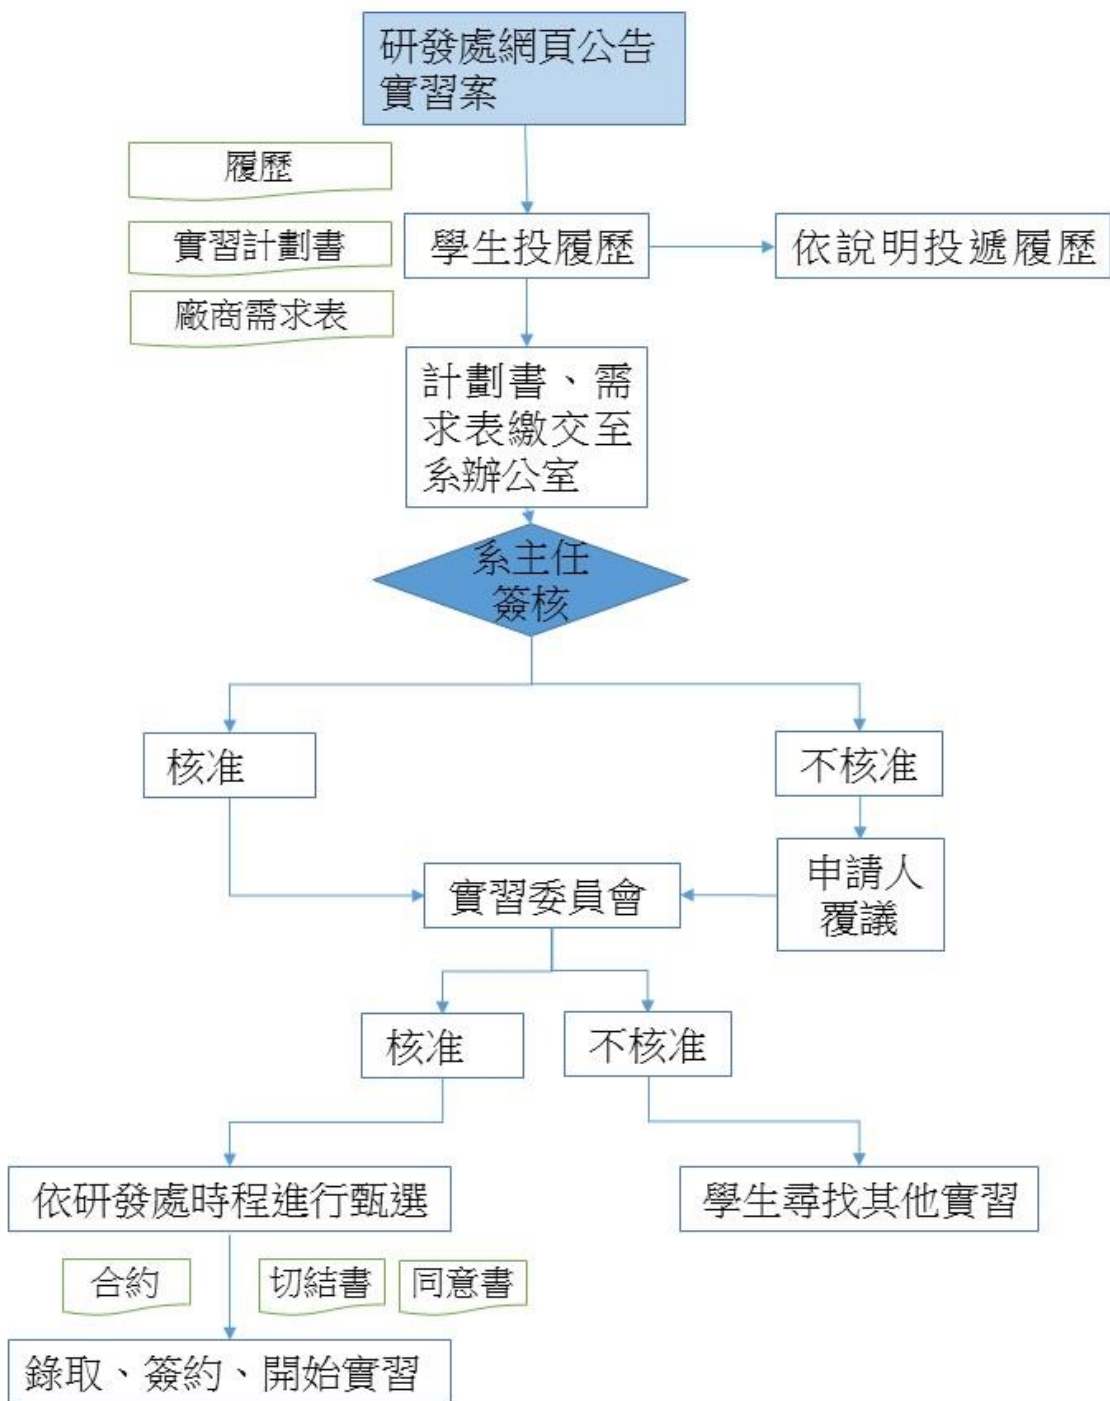 研發處網頁公告
實習案
履歷
實習計劃書
學生投履歷
依說明投遞履歷
廠商需求表
計劃書、需
求表繳交至
系辦公室
系主任
簽核
核准
不核准
實習委員會
申請人
覆議
核准
不核准
依研發處時程進行甄選
學生尋找其他實習
合約
切結書
同意書
錄取、簽約、開始實習